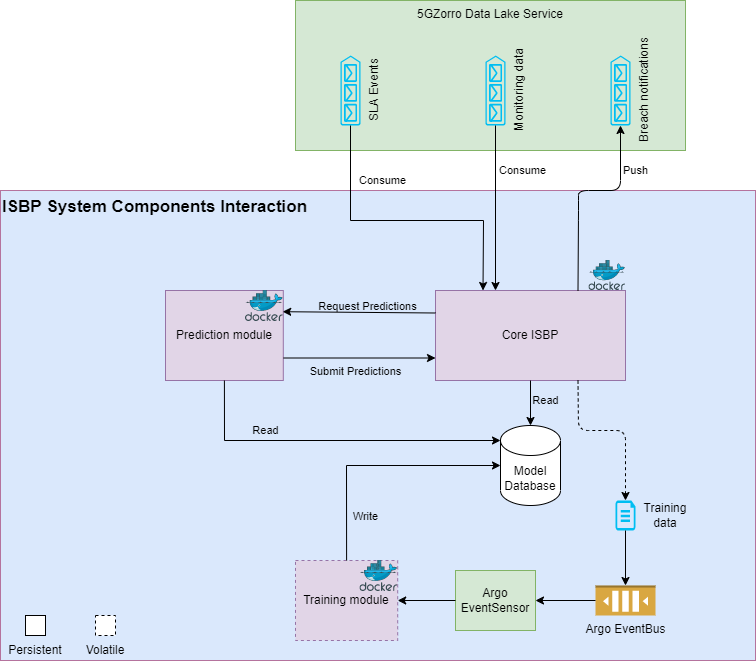 5GZorro Data Lake Service
SLA Events
Monitoring data
Breach notifications
Consume
Consume
Push
ISBP System Components Interaction
docker
docker
Request Predictions
Prediction module
Core ISBP
Submit Predictions
Read
Read
Model
Database
Training
data
Write
docker
Training module
Argo
EventSensor
Argo EventBus
Persistent
Volatile